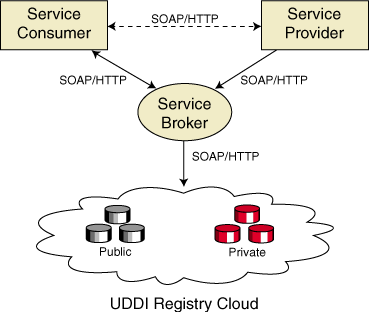 Service
Consumer
SOAP/HTTP
Service
Provider
SOAP/HTTP
SOAP/HTTP
Service
Broker
SOAP/HTTP
Public
Private
UDDI Registry Cloud